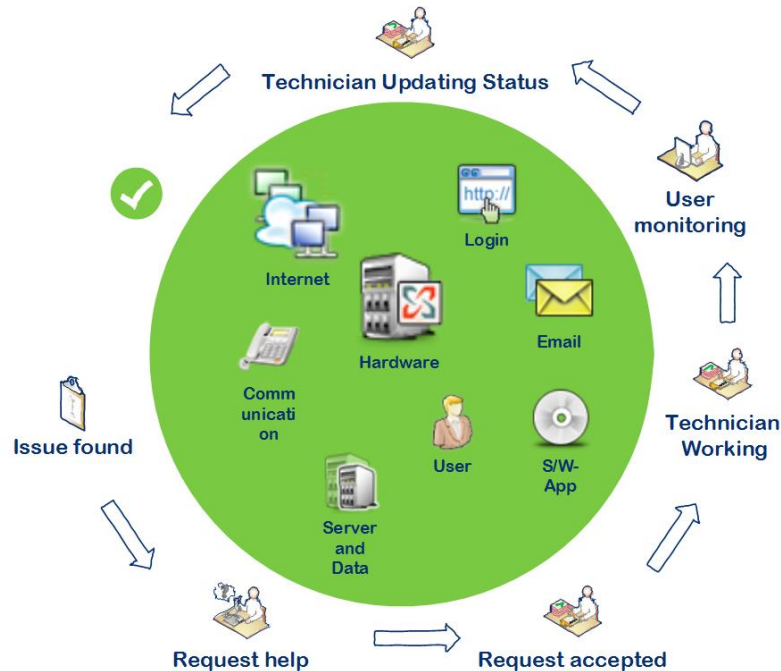 Technician Updating Status
http://
Login
User
monitoring
Internet
Email
Hardware
Comm
unicati
on
Issue found
User
S/W-
App
Technician
Working
Server
and
Data
Request help
Request accepted